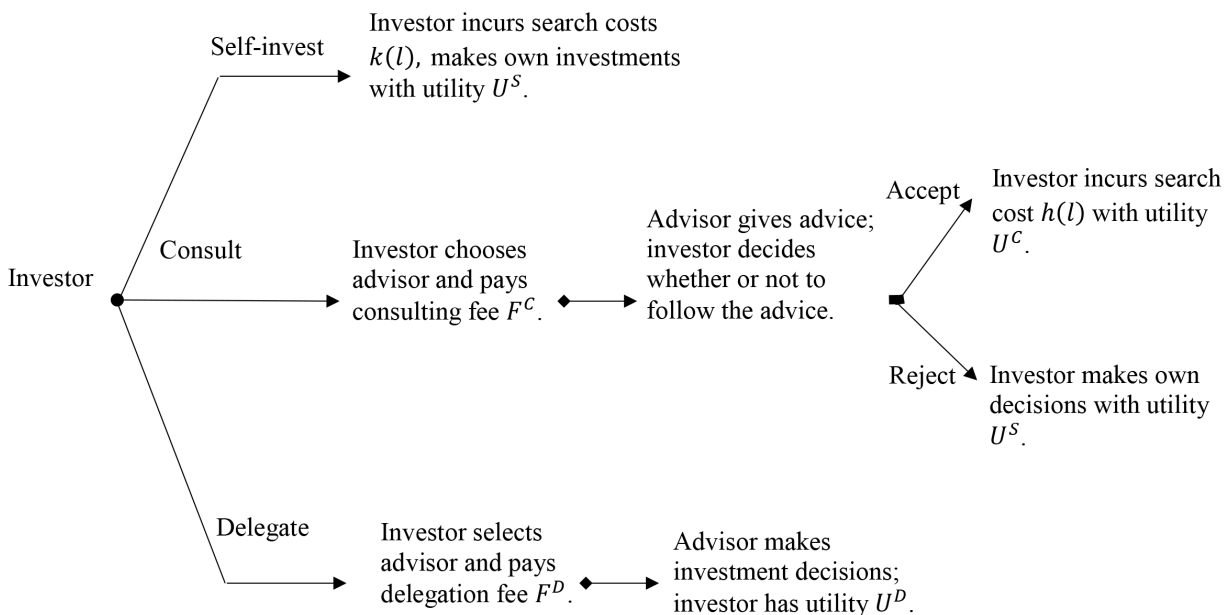 Self-invest
Investor incurs search costs
k(l), makes own investments
with utility U^S.
Investor
Consult
Investor chooses
advisor and pays
consulting fee F^C.
Advisor gives advice;
investor decides
whether or not to
follow the advice.
Accept
Investor incurs search
cost h(l) with utility
U^C.
Reject
Investor makes own
decisions with utility
U^S.
Delegate
Investor selects
advisor and pays
delegation fee F^D.
Advisor makes
investment decisions;
investor has utility U^D.